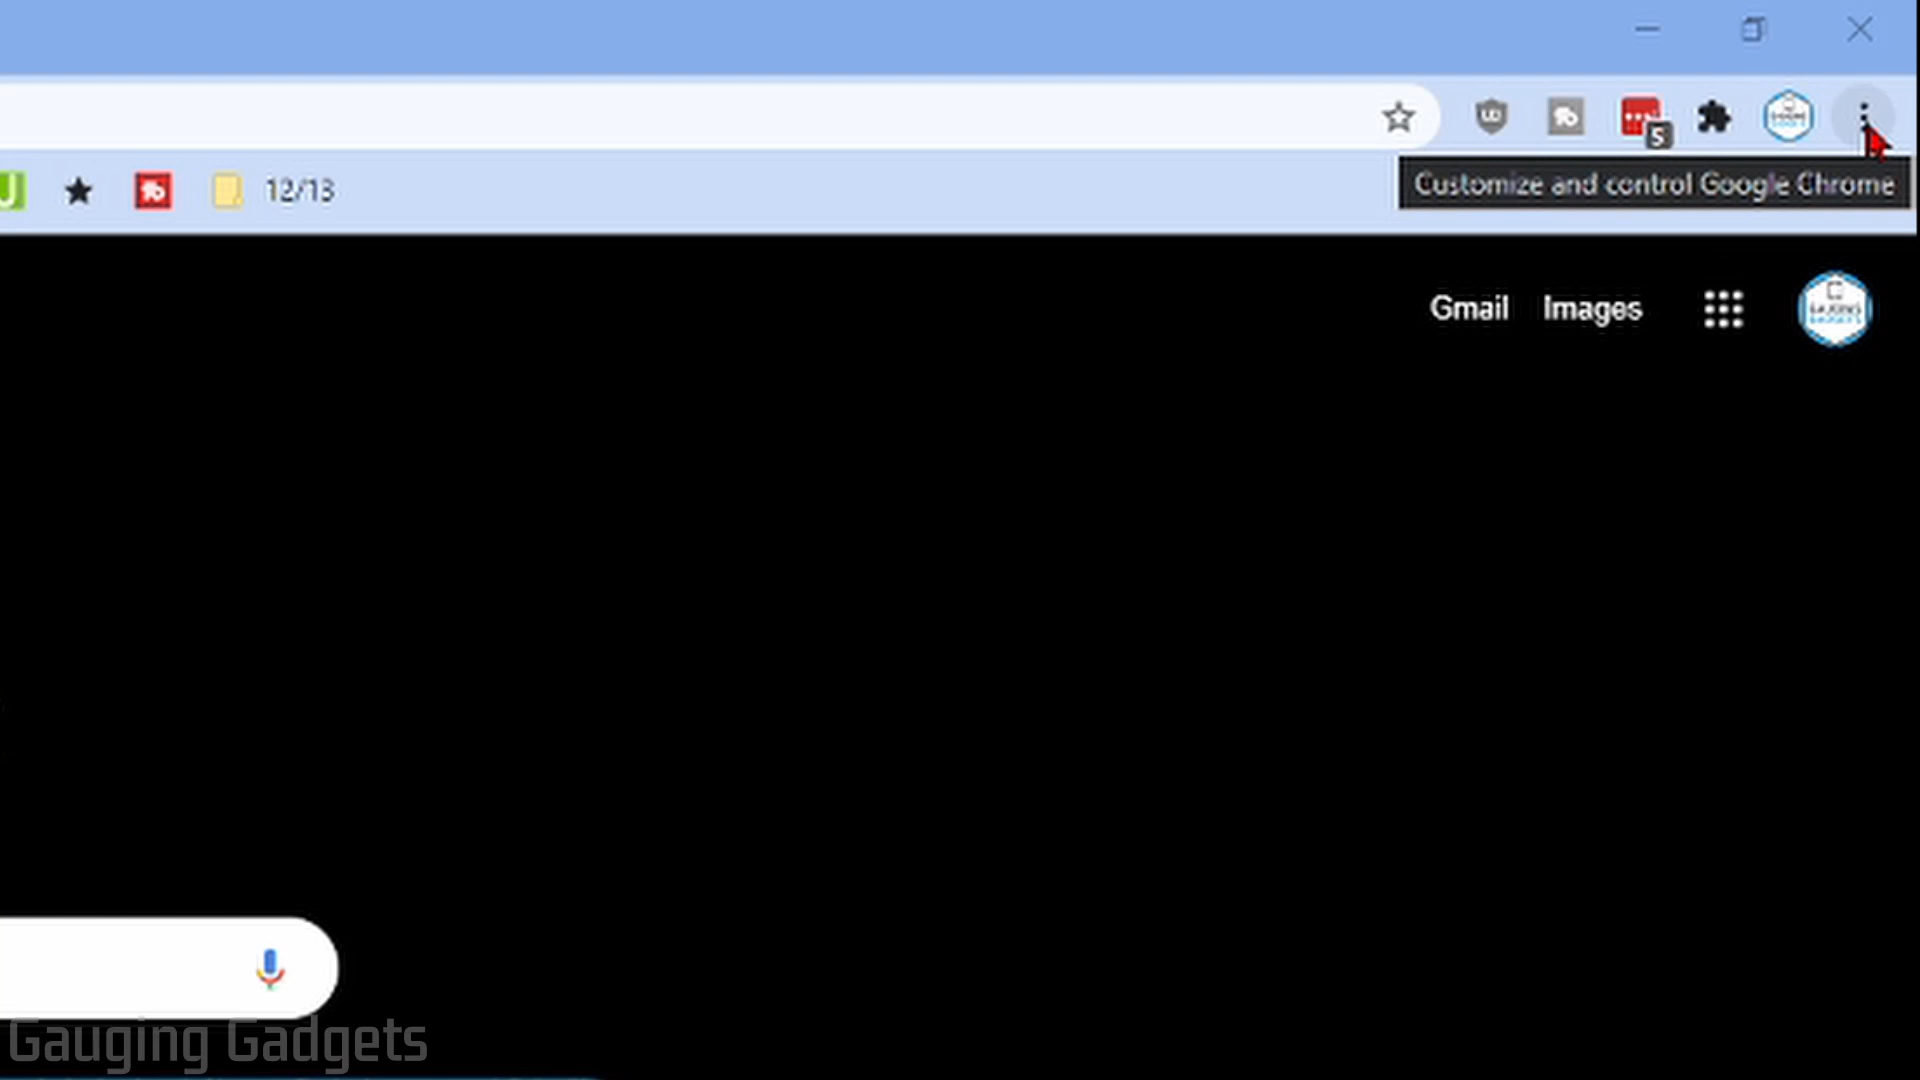 S
12/13
Customize and control Google Chrome
Gmail Images
Gauging Gadgets